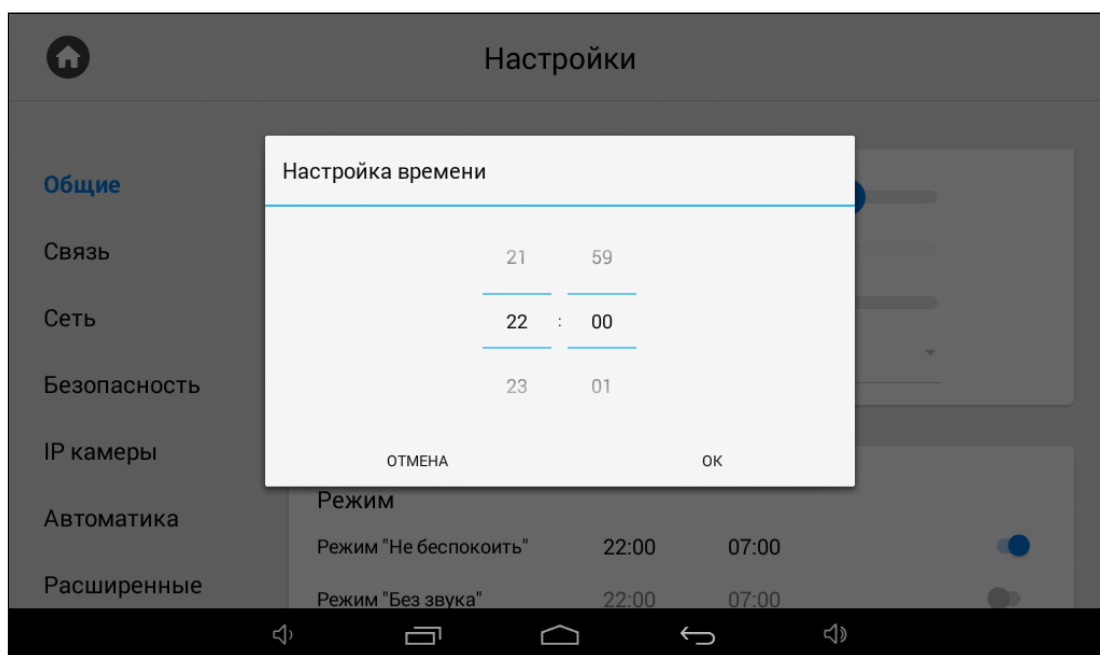 Настройки
Общие
Связь
Сеть
Безопасность
IP камеры
Автоматика
Расширенные
Настройка времени
21 59
22 : 00
23 01
ОТМЕНА ОК
Режим
Режим "Не беспокоить" 22:00 07:00
Режим "Без звука" 22:00 07:00